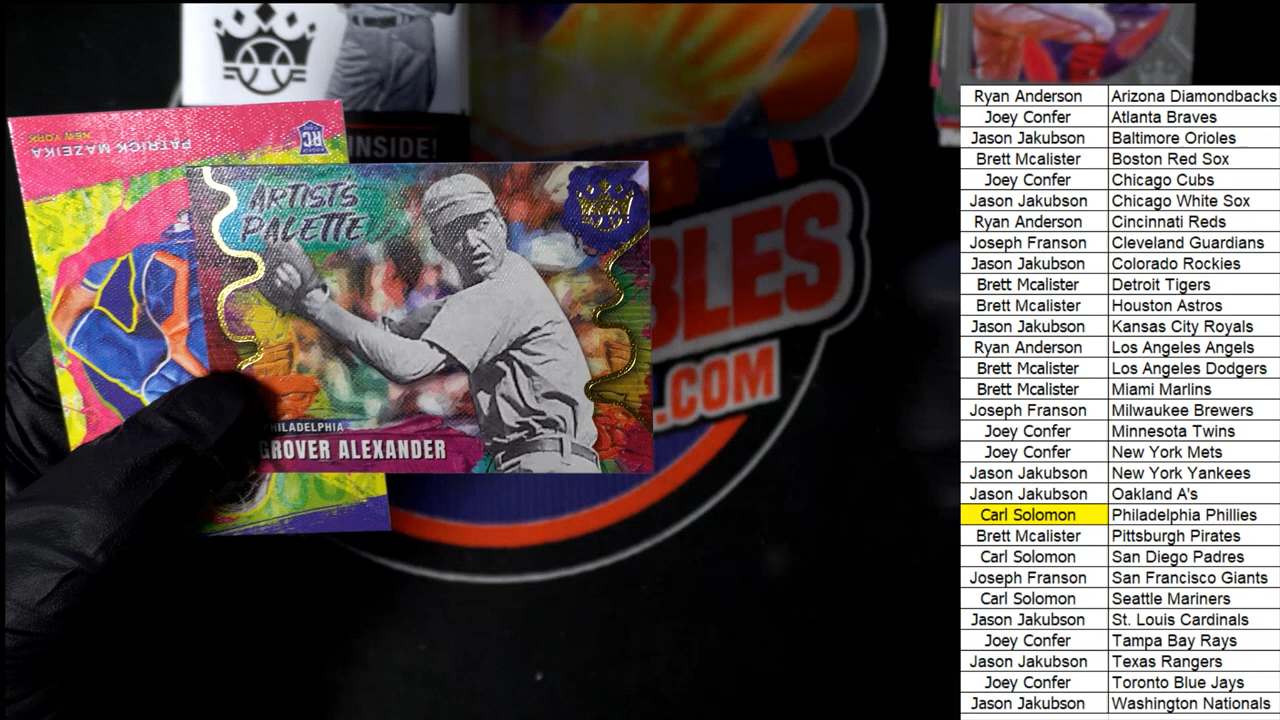 INSIDE!
PATRICK MAZEIKA
NEW YORK
RC
ARTISTS
PALETTE
PHILADELPHIA
GROVER ALEXANDER
BLES
.COM
Ryan Anderson Arizona Diamondbacks
Joey Confer Atlanta Braves
Jason Jakubson Baltimore Orioles
Brett Mcalister Boston Red Sox
Joey Confer Chicago Cubs
Jason Jakubson Chicago White Sox
Ryan Anderson Cincinnati Reds
Joseph Franson Cleveland Guardians
Jason Jakubson Colorado Rockies
Brett Mcalister Detroit Tigers
Brett Mcalister Houston Astros
Jason Jakubson Kansas City Royals
Ryan Anderson Los Angeles Angels
Brett Mcalister Los Angeles Dodgers
Brett Mcalister Miami Marlins
Joseph Franson Milwaukee Brewers
Joey Confer Minnesota Twins
Joey Confer New York Mets
Jason Jakubson New York Yankees
Jason Jakubson Oakland A's
Carl Solomon Philadelphia Phillies
Brett Mcalister Pittsburgh Pirates
Carl Solomon San Diego Padres
Joseph Franson San Francisco Giants
Carl Solomon Seattle Mariners
Jason Jakubson St. Louis Cardinals
Joey Confer Tampa Bay Rays
Jason Jakubson Texas Rangers
Joey Confer Toronto Blue Jays
Jason Jakubson Washington Nationals